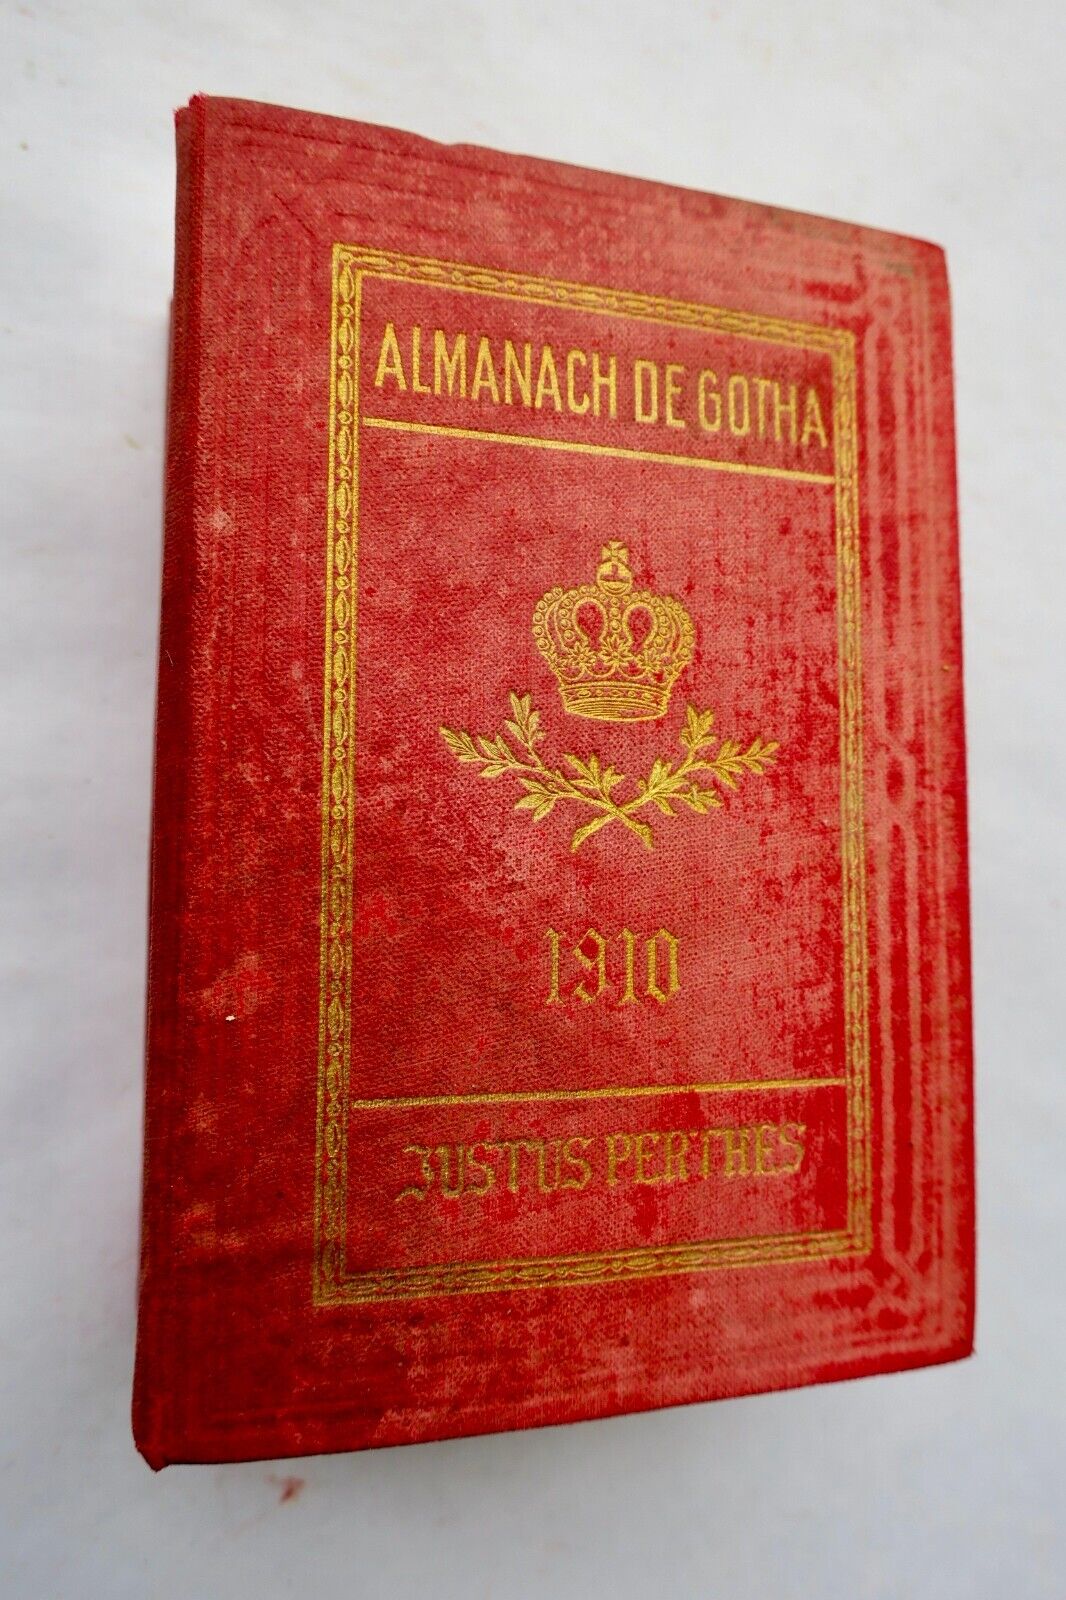 ALMANACH DE GOTHA
1910
JUSTUS PERTHES